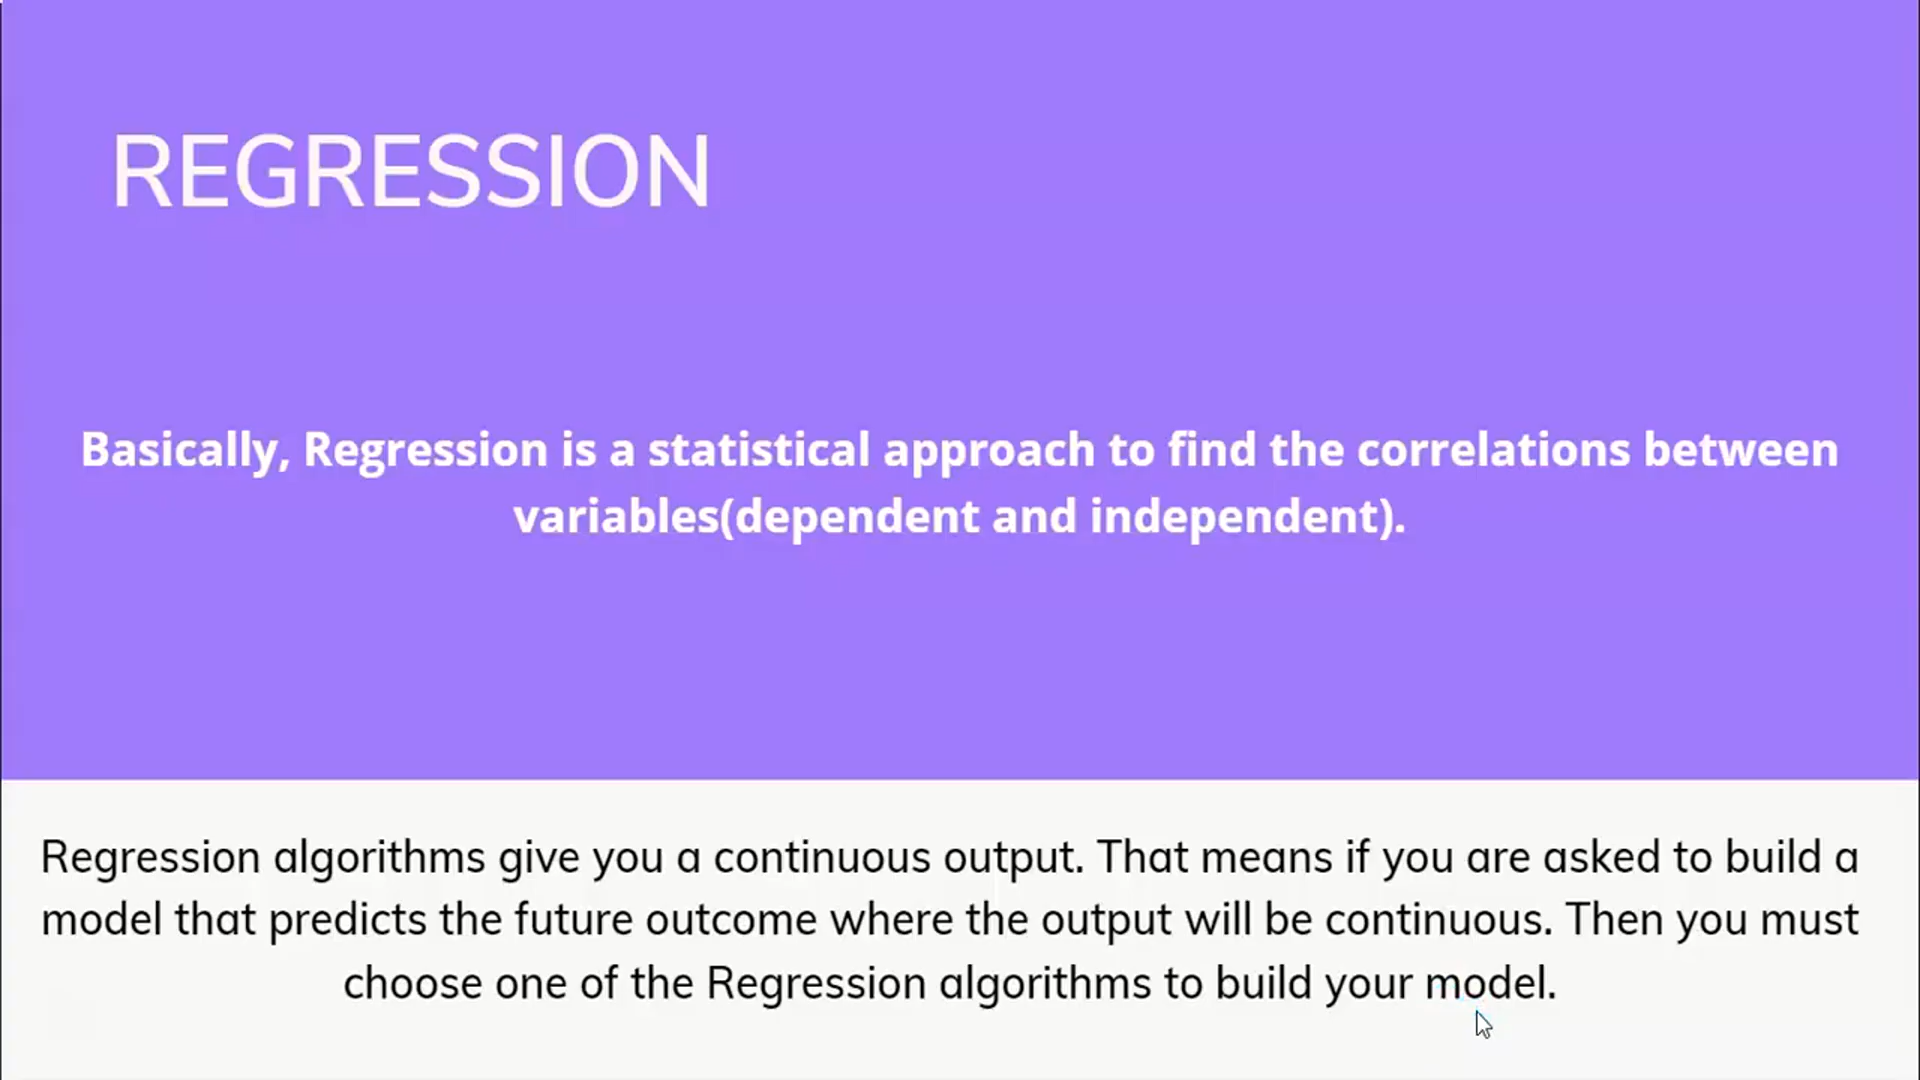 REGRESSION
Basically, Regression is a statistical approach to find the correlations between
variables(dependent and independent).
Regression algorithms give you a continuous output. That means if you are asked to build a
model that predicts the future outcome where the output will be continuous. Then you must
choose one of the Regression algorithms to build your model.